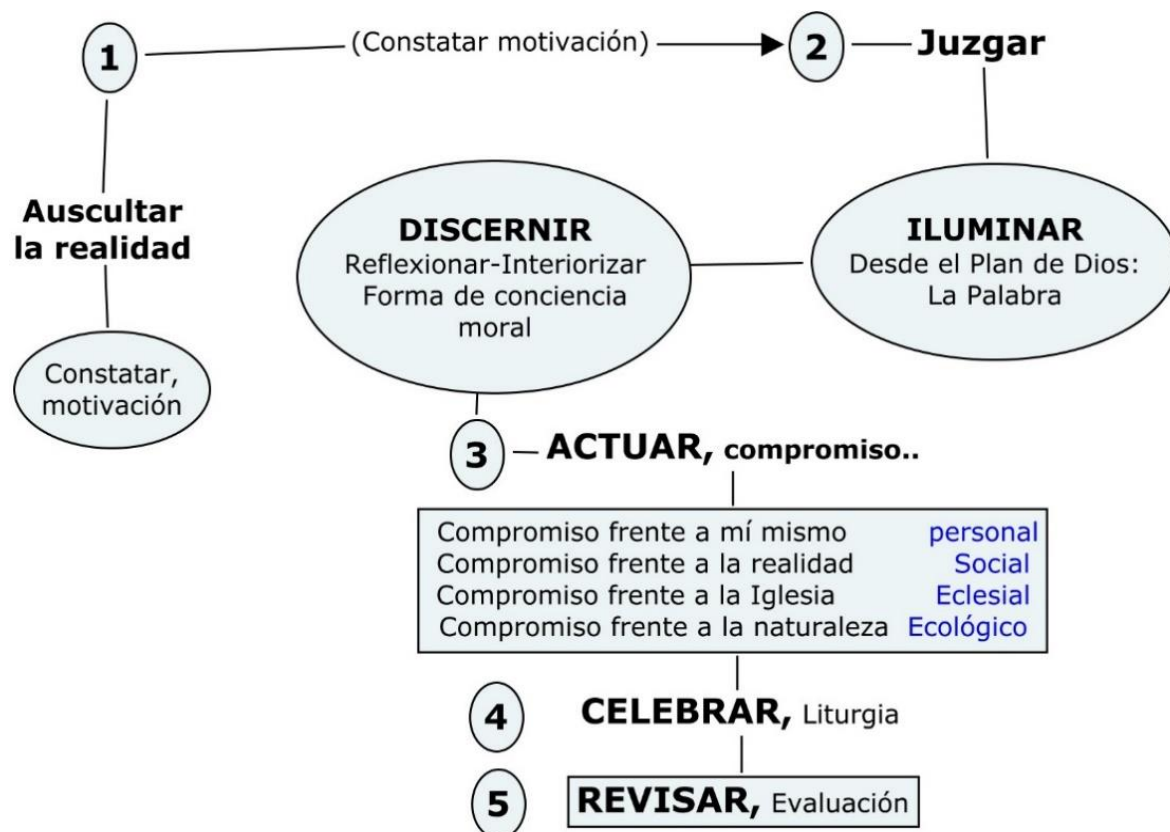 1
(Constatar motivación)
2
Juzgar
Auscultar
la realidad
Constatar,
motivación
ILUMINAR
Desde el Plan de Dios:
La Palabra
DISCERNIR
Reflexionar-Interiorizar
Forma de conciencia
moral
3
ACTUAR, compromiso..
Compromiso frente a mí mismo personal
Compromiso frente a la realidad Social
Compromiso frente a la Iglesia Eclesial
Compromiso frente a la naturaleza Ecológico
4
CELEBRAR, Liturgia
5
REVISAR, Evaluación